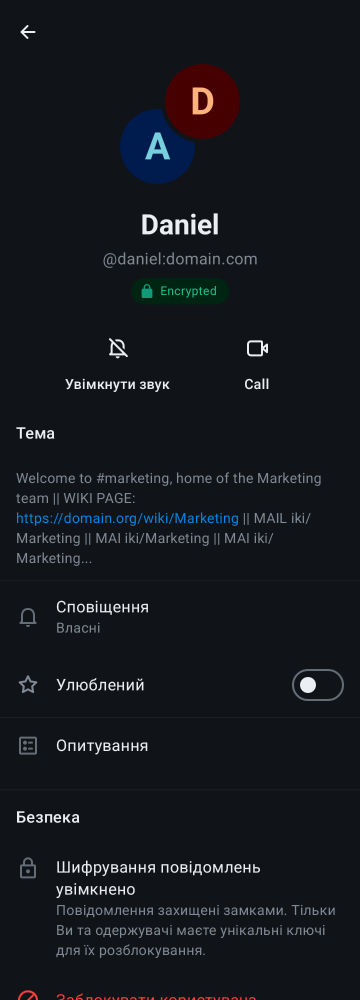 D
A
Daniel
@daniel:domain.com
Encrypted
Увімкнути звук
Call
Тема
Welcome to #marketing, home of the Marketing
team || WIKI PAGE:
https://domain.org/wiki/Marketing || MAIL iki/
Marketing || MAI iki/Marketing || MAI iki/
Marketing...
Сповіщення
Власні
Улюблений
Опитування
Безпека
Шифрування повідомлень
увімкнено
Повідомлення захищені замками. Тільки
Ви та одержувачі маєте унікальні ключі
для їх розблокування.
Заблокувати користувача